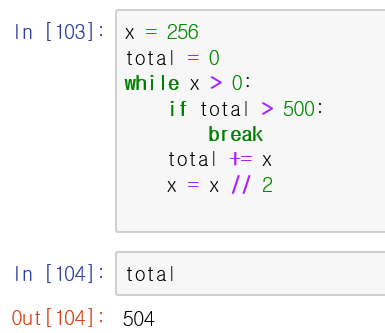 In [103]: x = 256
total = 0
while x > 0:
    if total > 500:
        break
    total += x
    x = x // 2
In [104]: total
Out[104]: 504